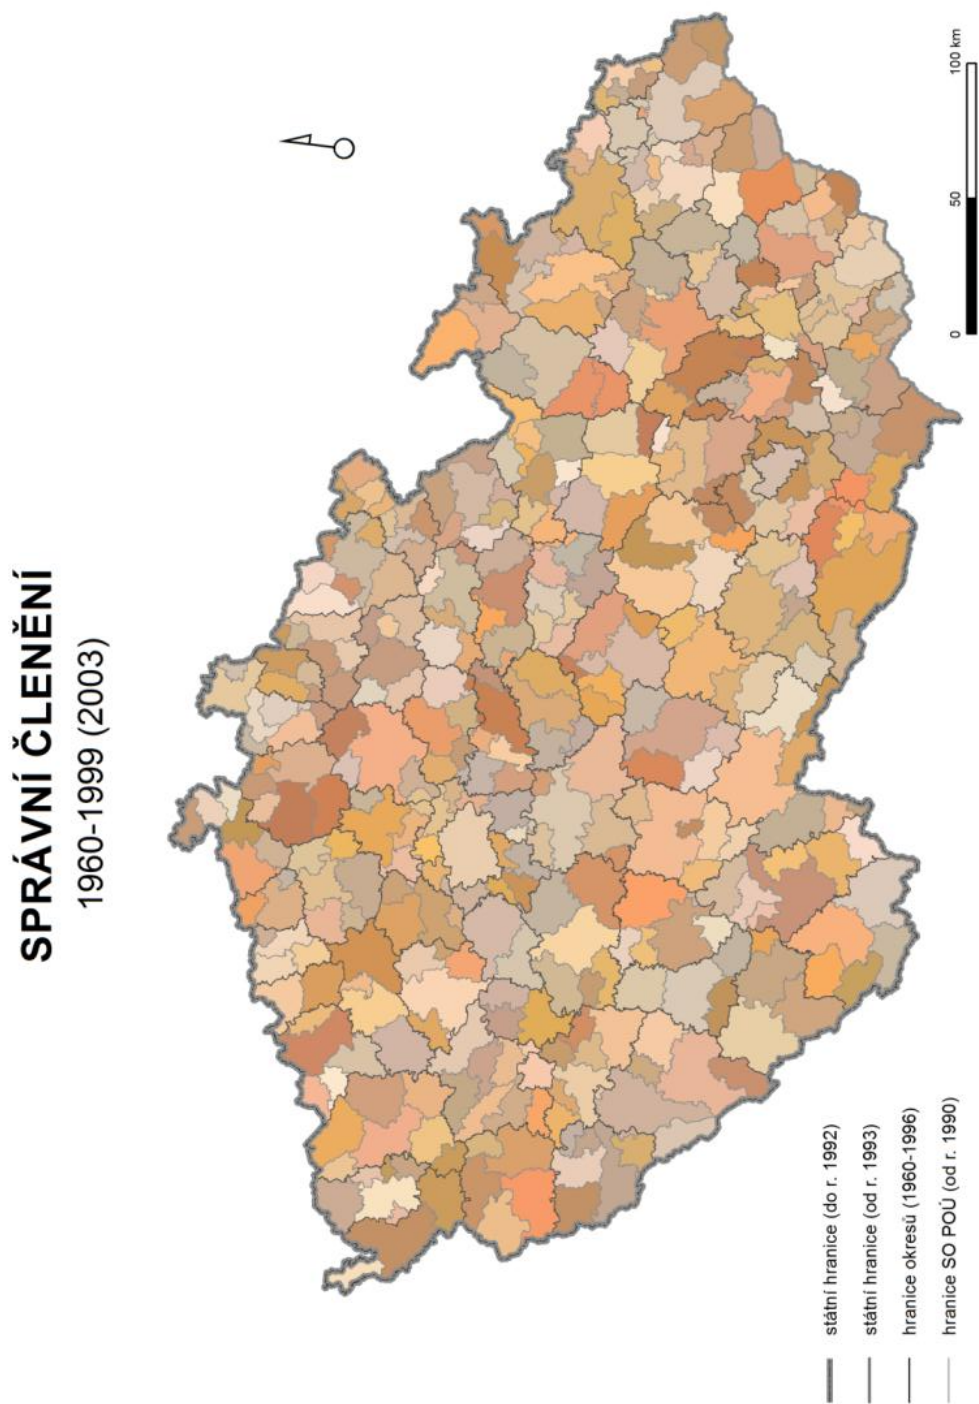 SPRÁVNÍ ČLENĚNÍ
1960-1999 (2003)
státní hranice (do r. 1992)
státní hranice (od r. 1993)
hranice okresů (1960-1996)
hranice SO POÚ (od r. 1990)
0 50 100 km